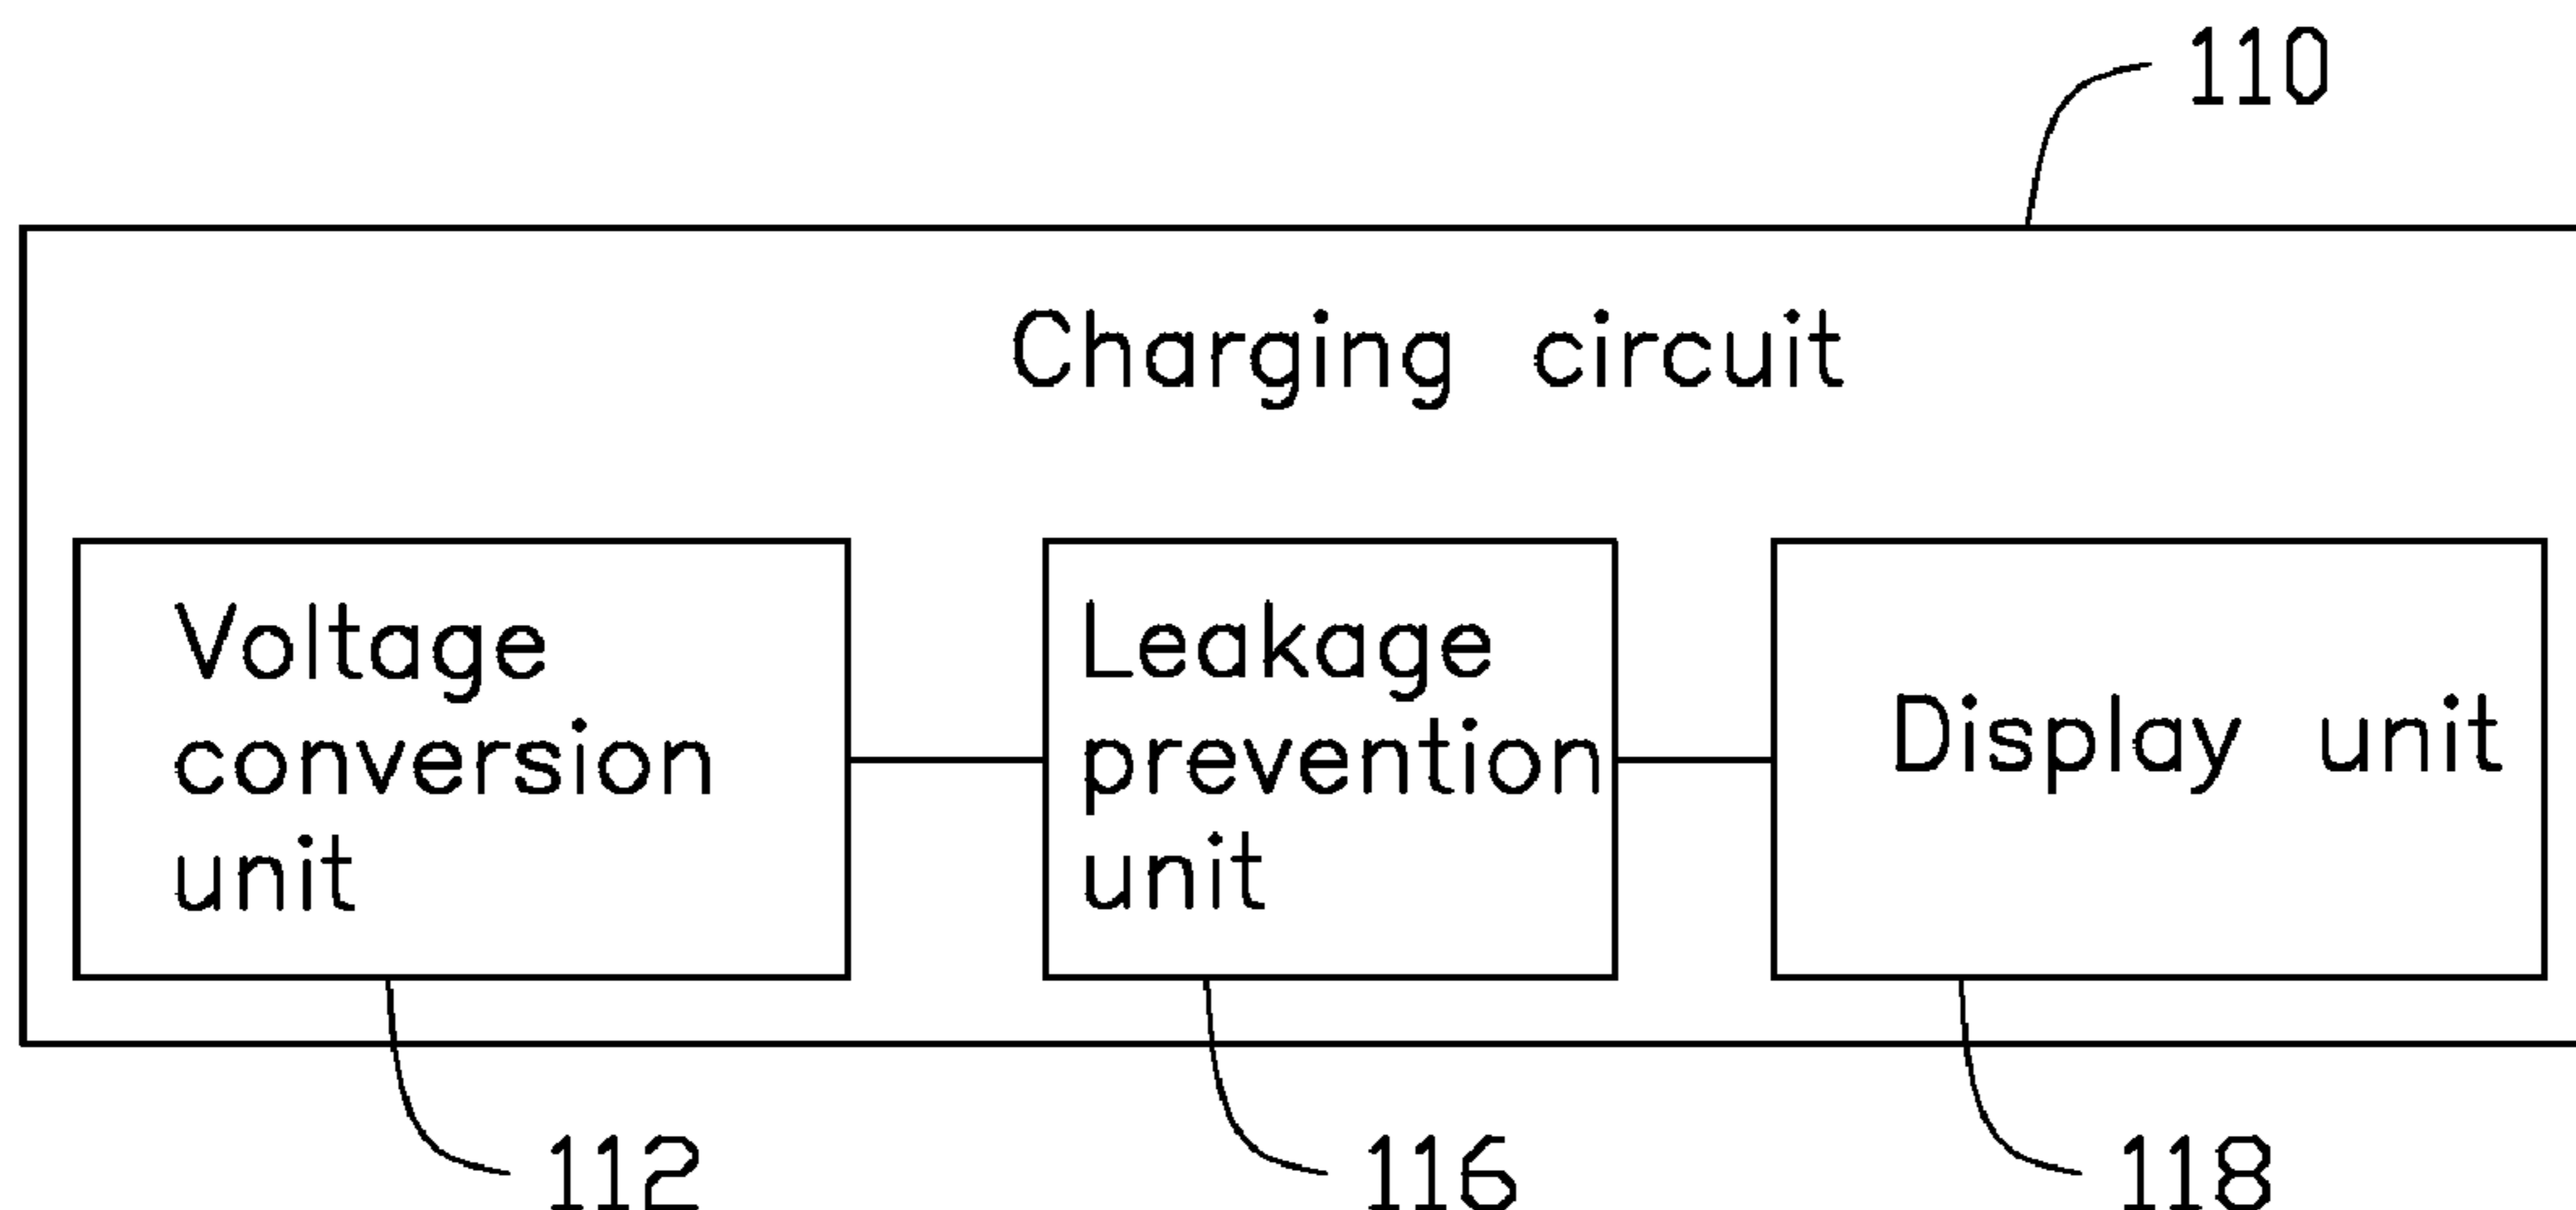 110
Charging circuit
Voltage
conversion
unit
Leakage
prevention
unit
Display unit
112
116
118